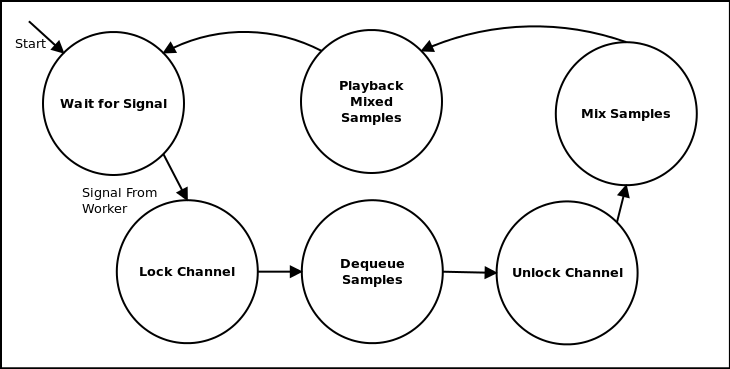 Start
Wait for Signal
Playback
Mixed
Samples
Mix Samples
Signal From
Worker
Lock Channel
Dequeue
Samples
Unlock Channel